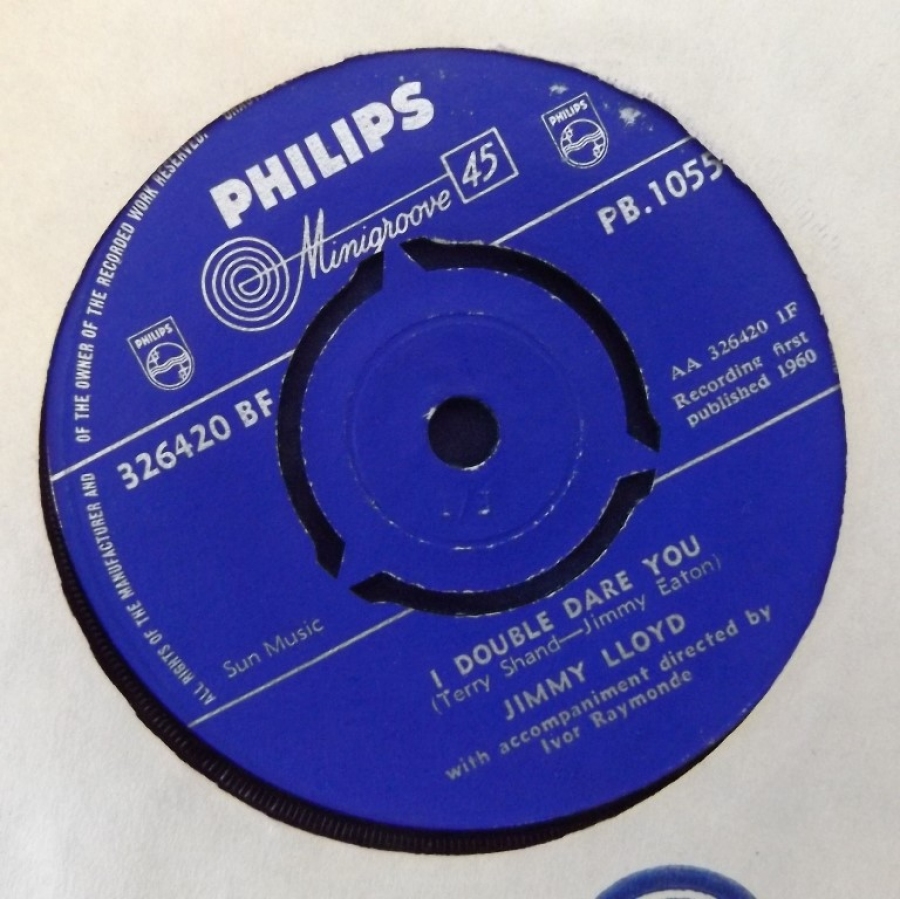 PHILIPS
Minigroove 45
PHILIPS
PHILIPS
PB.1055
326420 BF
AA 326420 1F
Recording first
published 1960
Sun Music
I DOUBLE DARE YOU
(Terry Shand—Jimmy Eaton)
JIMMY LLOYD
with accompaniment directed by
Ivor Raymonde
ALL RIGHTS OF THE MANUFACTURER AND OF THE OWNER OF THE RECORDED WORK RESERVED.